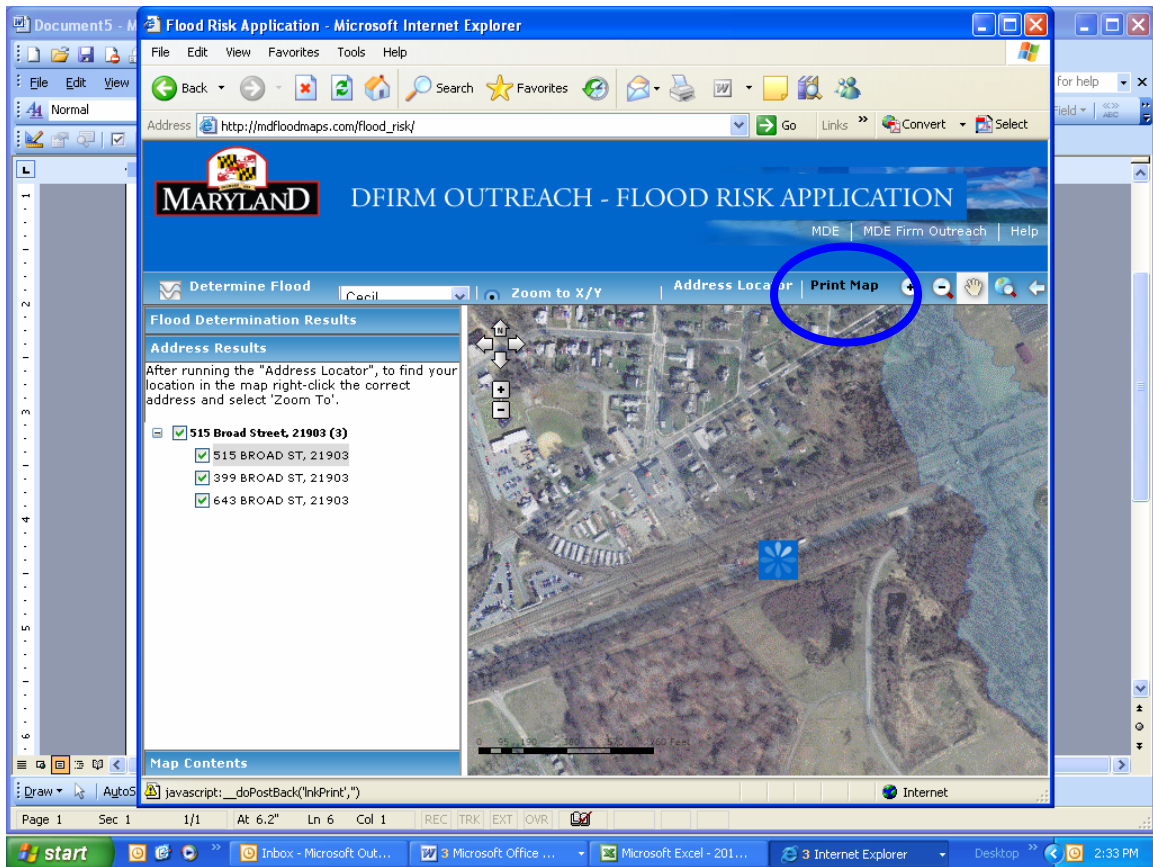 Document5 - M
Flood Risk Application - Microsoft Internet Explorer
File Edit View
Normal
for help
Field
File Edit View Favorites Tools Help
Back
Search
Favorites
Address http://mdfloodmaps.com/flood_risk/
Go
Links »
Convert
Select
MARYLAND
DFIRM OUTREACH - FLOOD RISK APPLICATION
MDE | MDE Firm Outreach | Help
Determine Flood
Cecil
Zoom to X/Y
Address Locator
Print Map
Flood Determination Results
Address Results
After running the "Address Locator", to find your
location in the map right-click the correct
address and select 'Zoom To'.
515 Broad Street, 21903 (3)
515 BROAD ST, 21903
399 BROAD ST, 21903
643 BROAD ST, 21903
N
Map Contents
javascript:__doPostBack('lnkPrint','')
Internet
Draw
AutoS
Page 1 Sec 1 1/1 At 6.2" Ln 6 Col 1 REC TRK EXT OVR
start
Inbox - Microsoft Out...
3 Microsoft Office ...
Microsoft Excel - 201...
3 Internet Explorer
Desktop »
2:33 PM